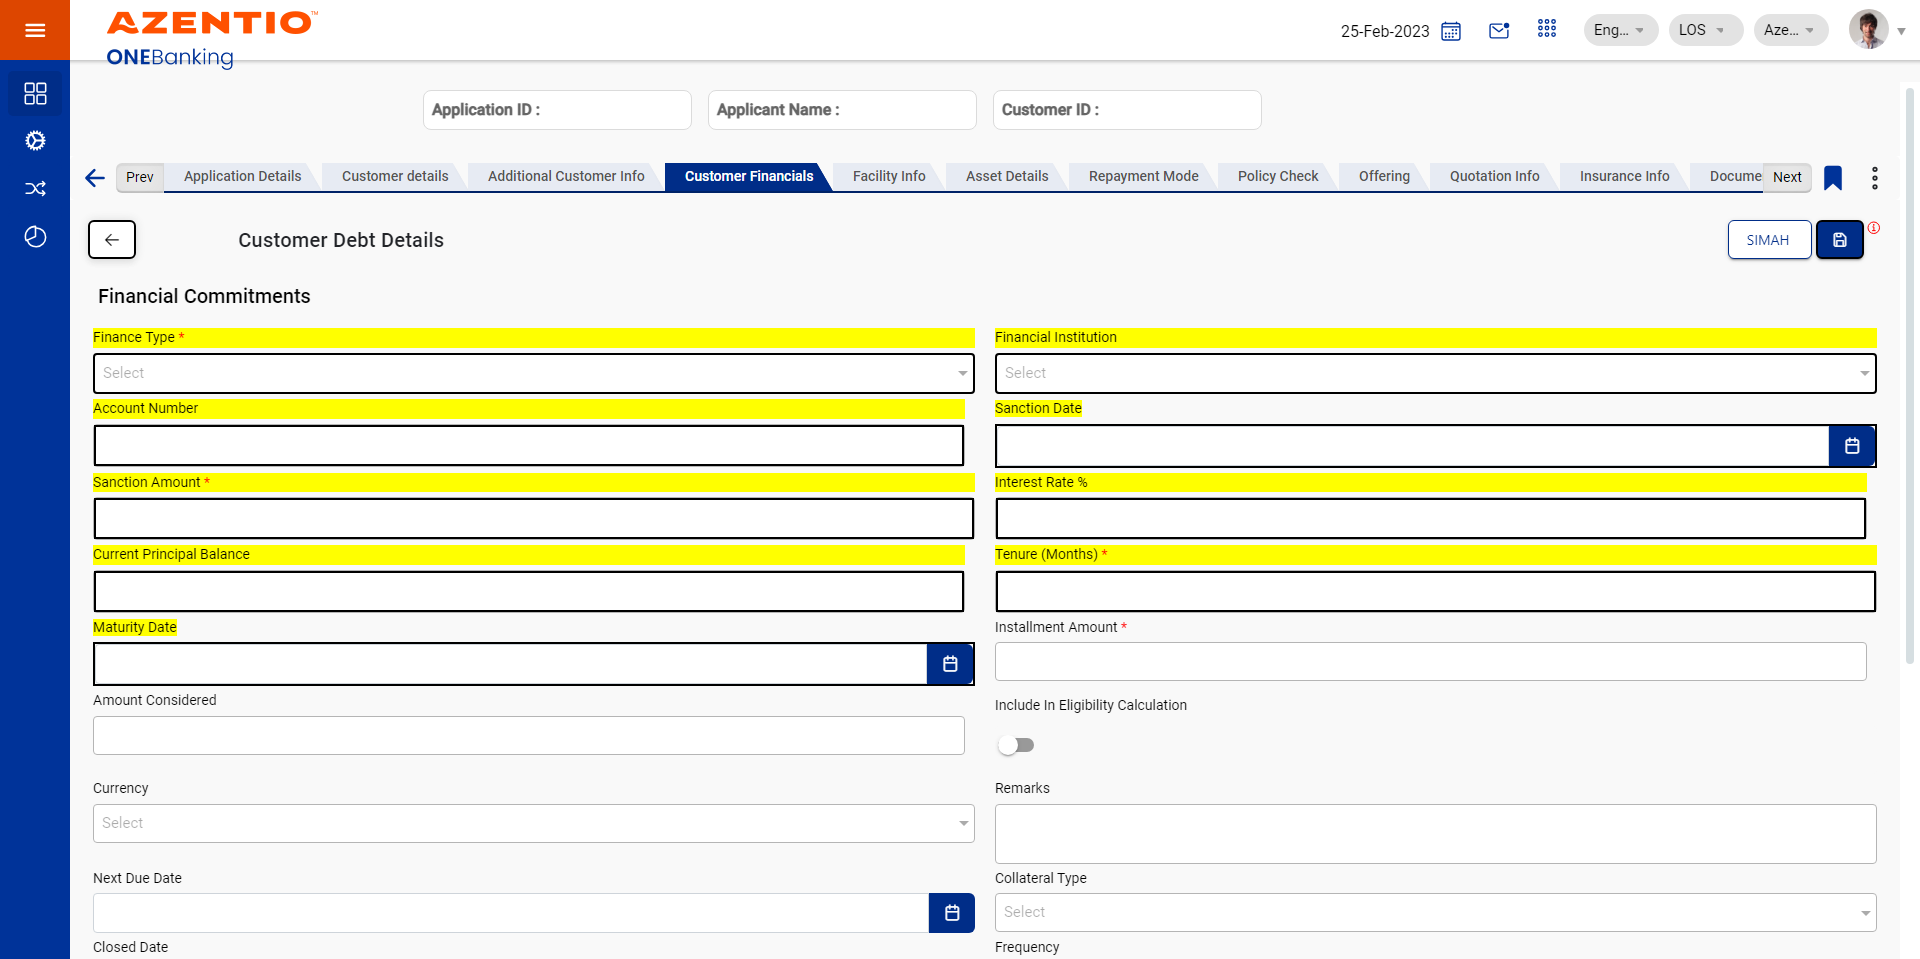 AZENTIO™
ONEBanking
25-Feb-2023
Eng...
LOS
Aze...
Application ID :
Applicant Name :
Customer ID :
Prev
Application Details
Customer details
Additional Customer Info
Customer Financials
Facility Info
Asset Details
Repayment Mode
Policy Check
Offering
Quotation Info
Insurance Info
Docume
Next
Customer Debt Details
SIMAH
Financial Commitments
Finance Type *
Financial Institution
Select
Select
Account Number
Sanction Date
Sanction Amount *
Interest Rate %
Current Principal Balance
Tenure (Months) *
Maturity Date
Installment Amount *
Amount Considered
Include In Eligibility Calculation
Currency
Remarks
Select
Next Due Date
Collateral Type
Select
Closed Date
Frequency